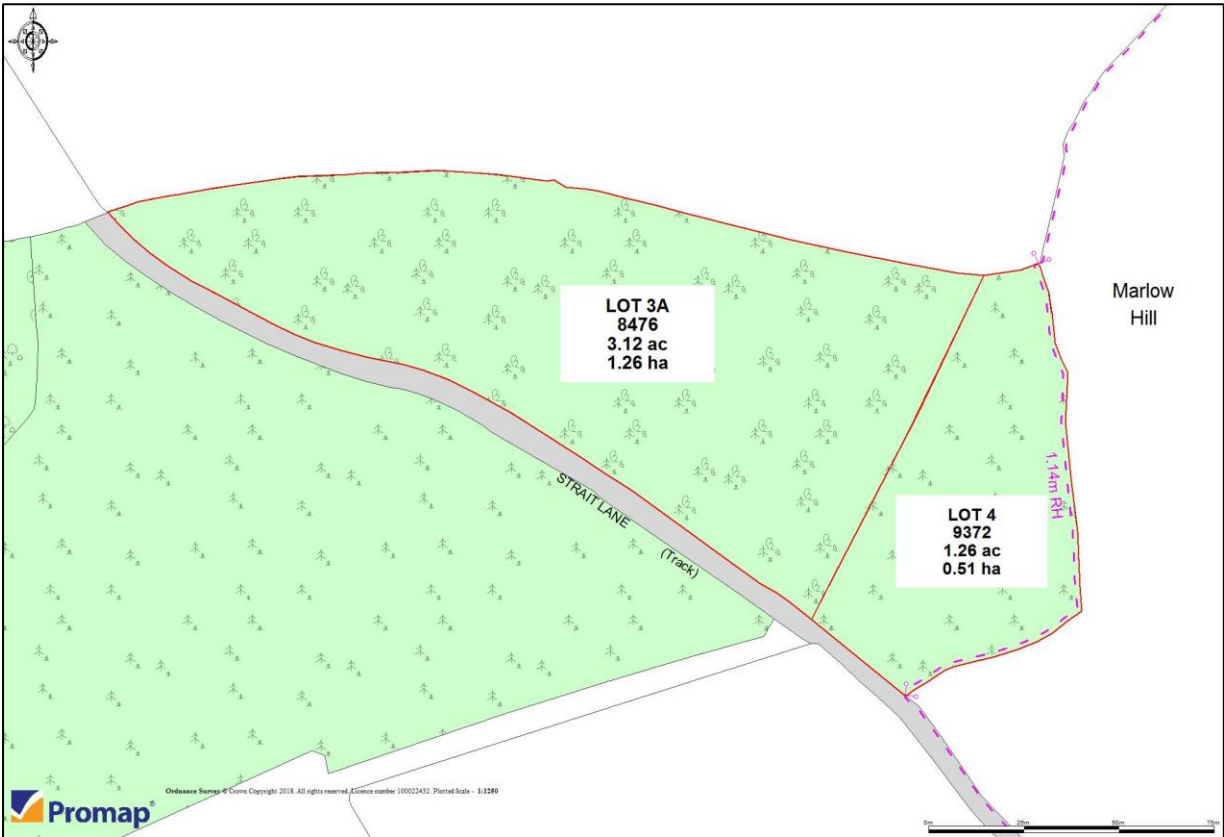 Marlow
Hill
LOT 3A
8476
3.12 ac
1.26 ha
1.14m RH
STRAIT LANE
(Track)
LOT 4
9372
1.26 ac
0.51 ha
Ordnance Survey © Crown Copyright 2018. All rights reserved. Licence number 100022432. Plotted Scale - 1:1250
Promap®
0m 25m 50m 75m